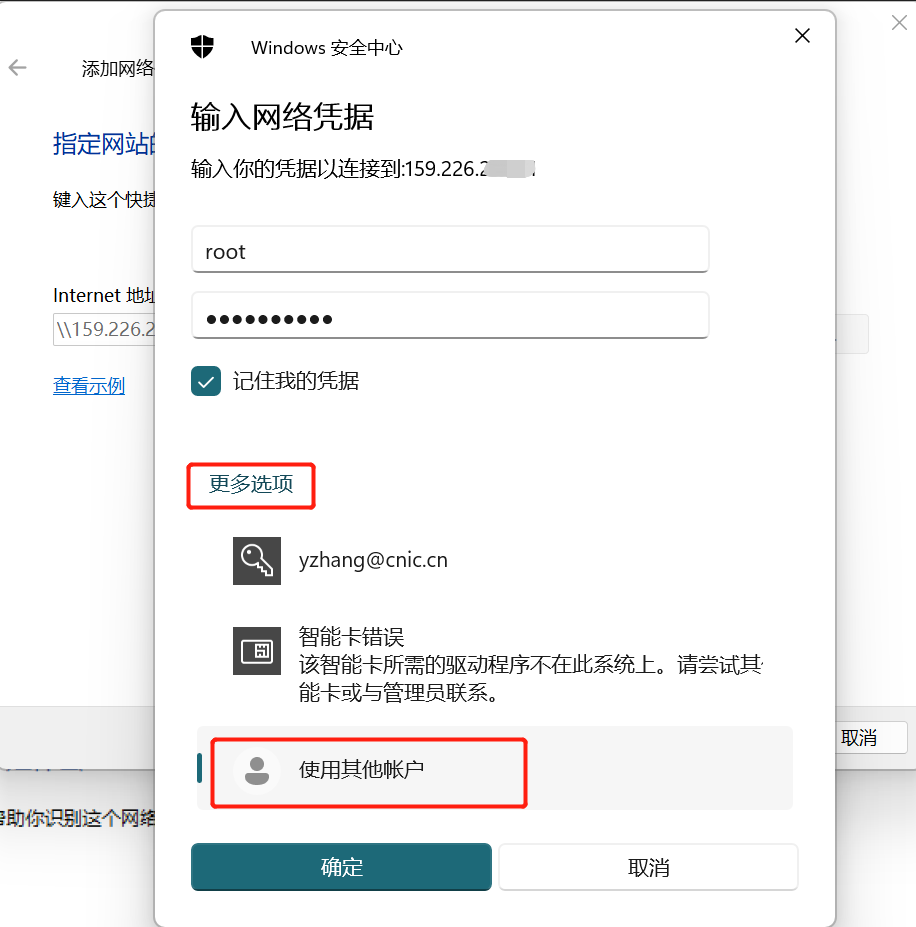 Windows 安全中心
添加网络
输入网络凭据
指定网站的
输入你的凭据以连接到:159.226.2
键入这个快捷
root
●●●●●●●●●●
Internet 地址
\\159.226.2
记住我的凭据
查看示例
更多选项
yzhang@cnic.cn
智能卡错误
该智能卡所需的驱动程序不在此系统上。请尝试其
能卡或与管理员联系。
取消
使用其他帐户
帮助你识别这个网络
确定
取消